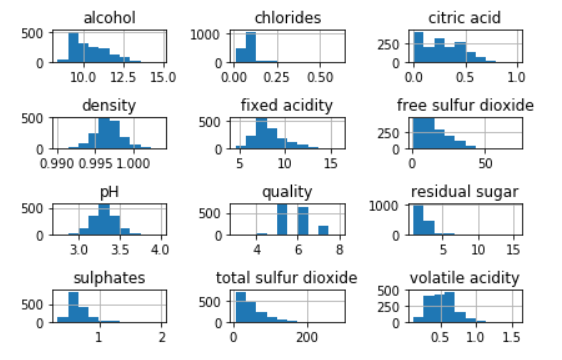 alcohol chlorides citric acid
500 1000 250
0 0 0
10.0 12.5 15.0 0.00 0.25 0.50 0.0 0.5 1.0
density fixed acidity free sulfur dioxide
500 500 250
0 0 0
0.990 0.995 1.000 5 10 15 0 50
pH quality residual sugar
500 500 1000
0 0 0
3.0 3.5 4.0 4 6 8 5 10 15
sulphates total sulfur dioxide volatile acidity
500 500 500
250
0 0 0
1 2 0 200 0.5 1.0 1.5